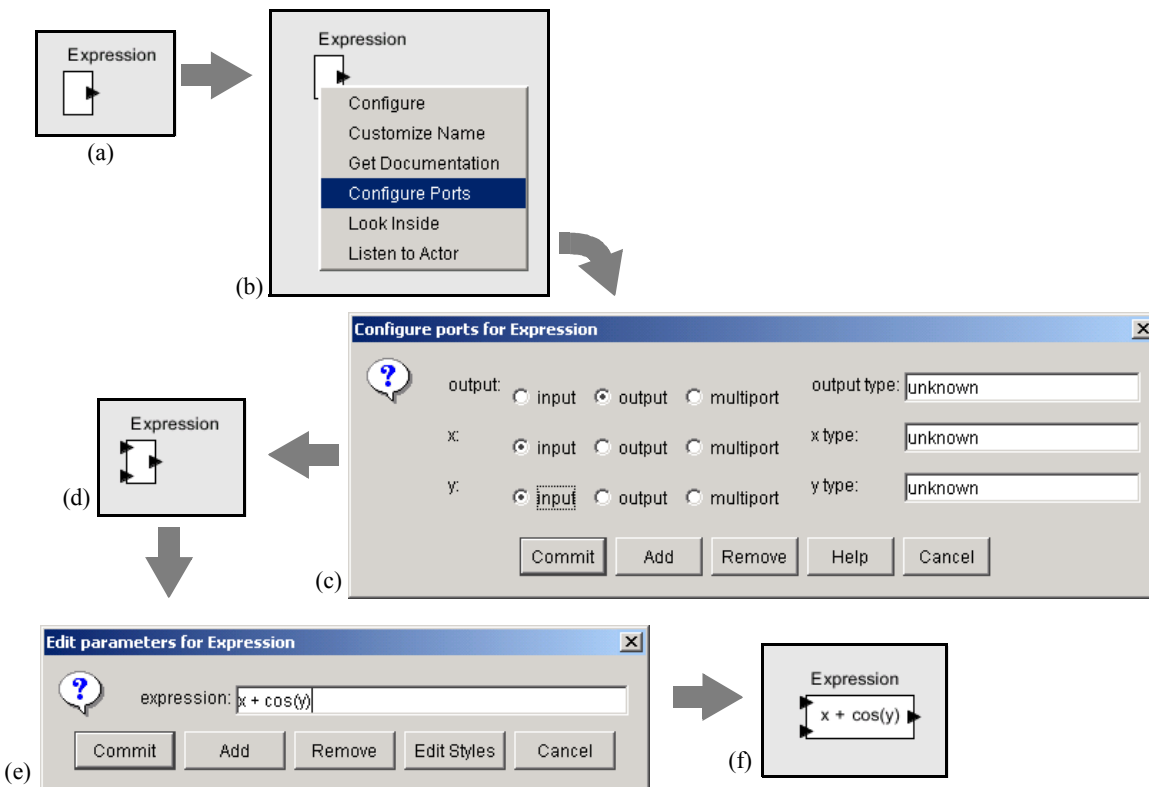 Expression
(a)
Expression
Configure
Customize Name
Get Documentation
Configure Ports
Look Inside
Listen to Actor
(b)
Configure ports for Expression
output: input output multiport output type: unknown
x: input output multiport x type: unknown
y: input output multiport y type: unknown
Commit Add Remove Help Cancel
(c)
Expression
(d)
Edit parameters for Expression
expression: x + cos(y)
Commit Add Remove Edit Styles Cancel
(e)
Expression
x + cos(y)
(f)